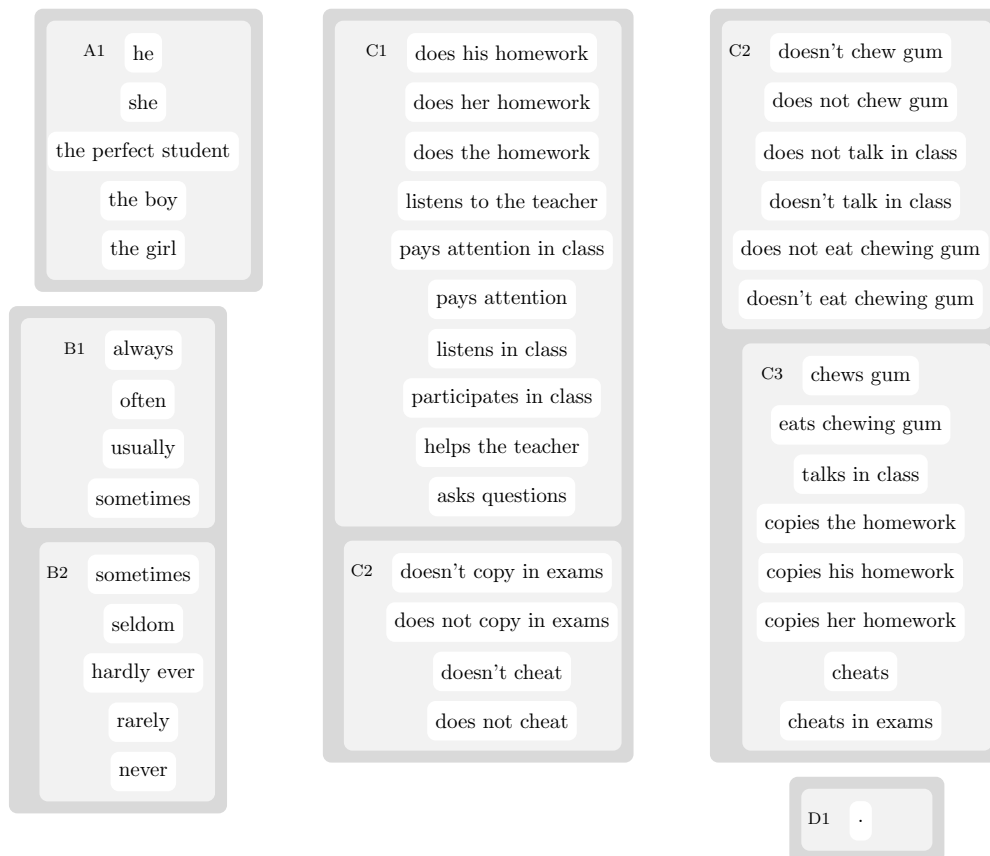 A1 he
she
the perfect student
the boy
the girl
B1 always
often
usually
sometimes
B2 sometimes
seldom
hardly ever
rarely
never
C1 does his homework
does her homework
does the homework
listens to the teacher
pays attention in class
pays attention
listens in class
participates in class
helps the teacher
asks questions
C2 doesn't copy in exams
does not copy in exams
doesn't cheat
does not cheat
C2 doesn't chew gum
does not chew gum
does not talk in class
doesn't talk in class
does not eat chewing gum
doesn't eat chewing gum
C3 chews gum
eats chewing gum
talks in class
copies the homework
copies his homework
copies her homework
cheats
cheats in exams
D1 .